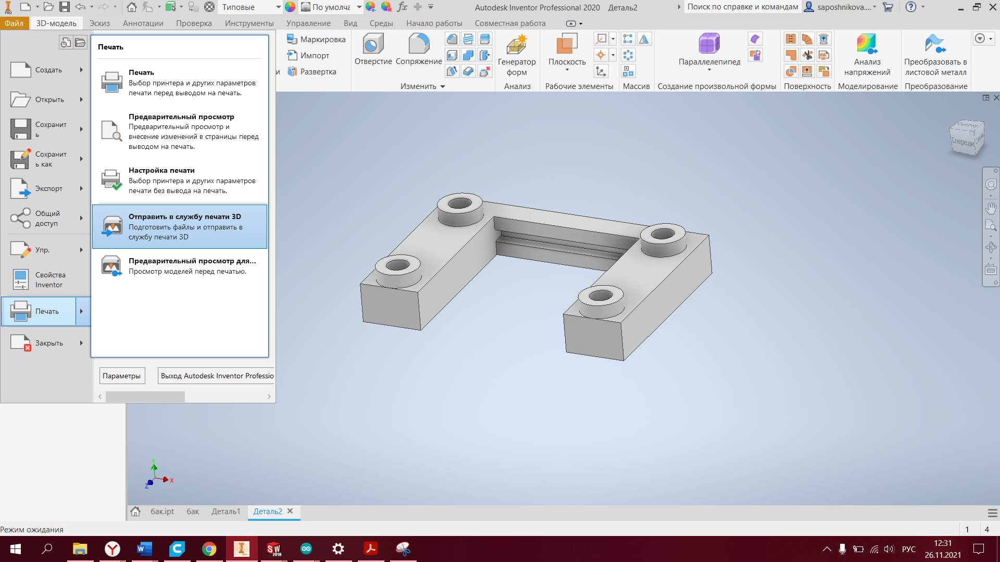 PRO
Типовые
По умолча
fx
Autodesk Inventor Professional 2020 Деталь2
Поиск по справке и командам
saposhnikova....
Файл
3D-модель
Эскиз
Аннотации
Проверка
Инструменты
Управление
Вид
Среды
Начало работы
Совместная работа
Маркировка
Импорт
и
Развертка
Отверстие
Сопряжение
Изменить
Генератор
форм
Анализ
Плоскость
Рабочие элементы
Массив
Параллелепипед
Создание произвольной формы
Поверхность
Анализ
напряжений
Моделирование
Преобразовать в
листовой металл
Преобразование
Создать
Открыть
Сохранит
ь
Сохранит
ь как
Экспорт
Общий
доступ
Упр.
Свойства
Inventor
Печать
Закрыть
Печать
Печать
Выбор принтера и других параметров
печати перед выводом на печать.
Предварительный просмотр
Предварительный просмотр и
внесение изменений в страницы перед
выводом на печать.
Настройка печати
Выбор принтера и других параметров
печати без вывода на печать.
Отправить в службу печати 3D
Подготовить файлы и отправить в
службу печати 3D
Предварительный просмотр для...
Просмотр моделей перед печатью.
Параметры
Выход Autodesk Inventor Professio
Спереди
Y
X
Z
бак.ipt
бак
Деталь1
Деталь2
Режим ожидания
1
4
SW
2018
РУС
12:31
26.11.2021